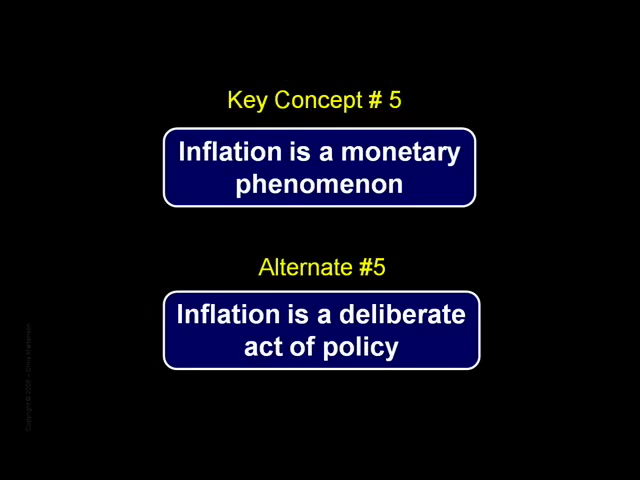 Key Concept # 5
Inflation is a monetary
phenomenon
Alternate #5
Inflation is a deliberate
act of policy